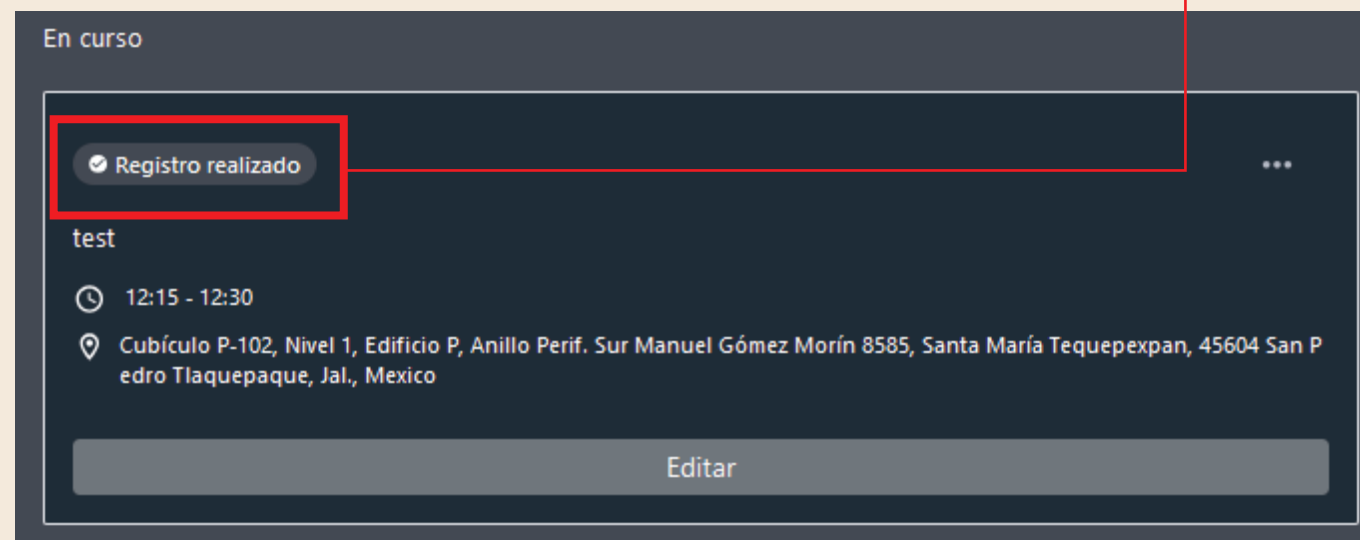 En curso
Registro realizado
test
12:15 - 12:30
Cubículo P-102, Nivel 1, Edificio P, Anillo Perif. Sur Manuel Gómez Morín 8585, Santa María Tequepexpan, 45604 San P
edro Tlaquepaque, Jal., Mexico
Editar